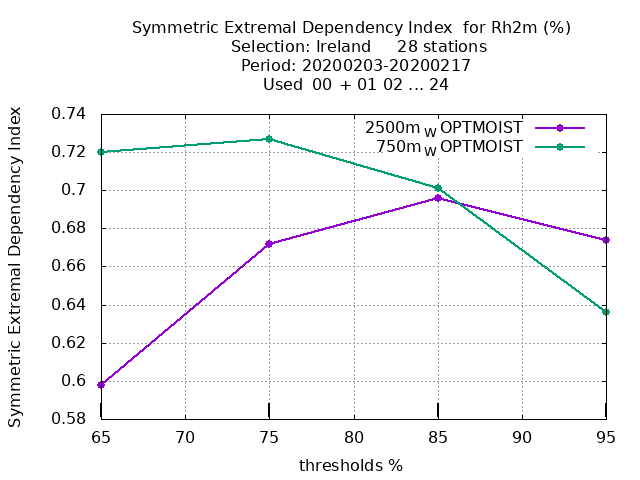 Symmetric Extremal Dependency Index  for Rh2m (%)
Selection: Ireland     28 stations
Period: 20200203-20200217
Used  00 + 01 02 ... 24
2500m W OPTMOIST
750m W OPTMOIST
Symmetric Extremal Dependency Index
0.74
0.72
0.7
0.68
0.66
0.64
0.62
0.6
0.58
65 70 75 80 85 90 95
thresholds %